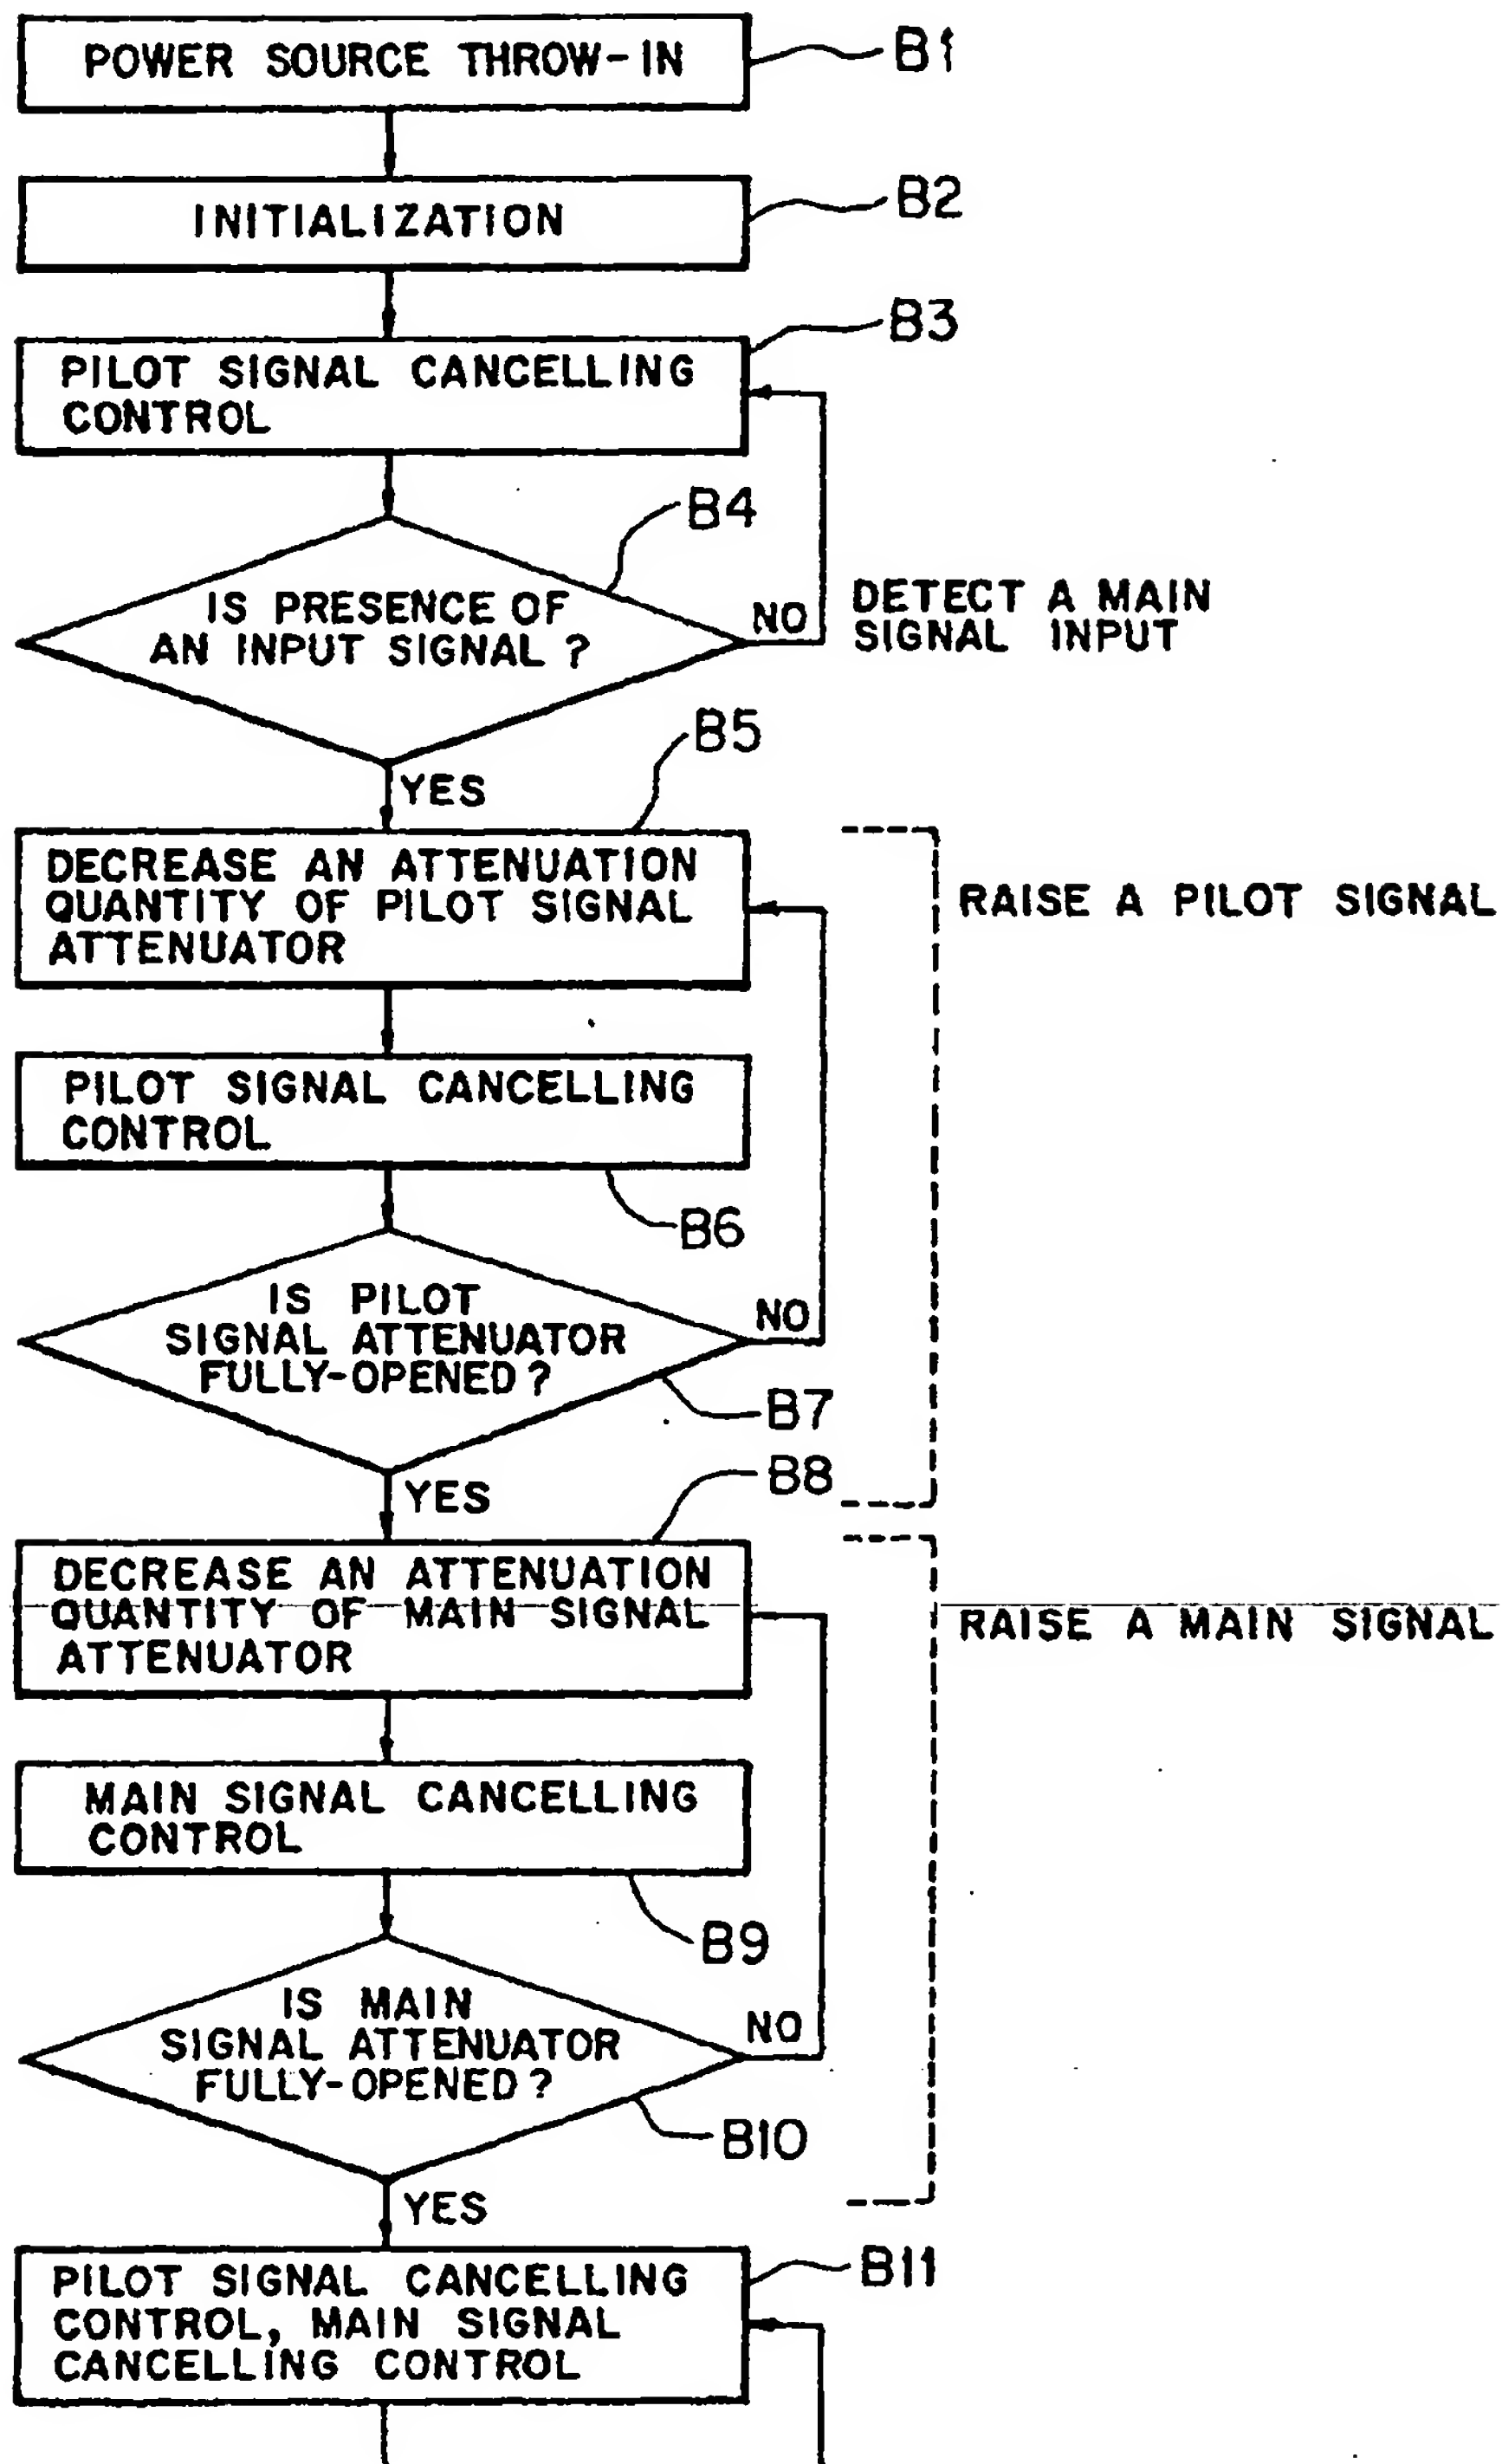 POWER SOURCE THROW-IN
B1
INITIALIZATION
B2
B3
PILOT SIGNAL CANCELLING
CONTROL
B4
IS PRESENCE OF
AN INPUT SIGNAL ?
NO
DETECT A MAIN
SIGNAL INPUT
B5
YES
DECREASE AN ATTENUATION
QUANTITY OF PILOT SIGNAL
ATTENUATOR
RAISE A PILOT SIGNAL
PILOT SIGNAL CANCELLING
CONTROL
B6
IS PILOT
SIGNAL ATTENUATOR
FULLY-OPENED ?
NO
B7
B8
YES
DECREASE AN ATTENUATION
QUANTITY OF MAIN SIGNAL
ATTENUATOR
RAISE A MAIN SIGNAL
MAIN SIGNAL CANCELLING
CONTROL
B9
IS MAIN
SIGNAL ATTENUATOR
FULLY-OPENED ?
NO
B10
YES
B11
PILOT SIGNAL CANCELLING
CONTROL, MAIN SIGNAL
CANCELLING CONTROL